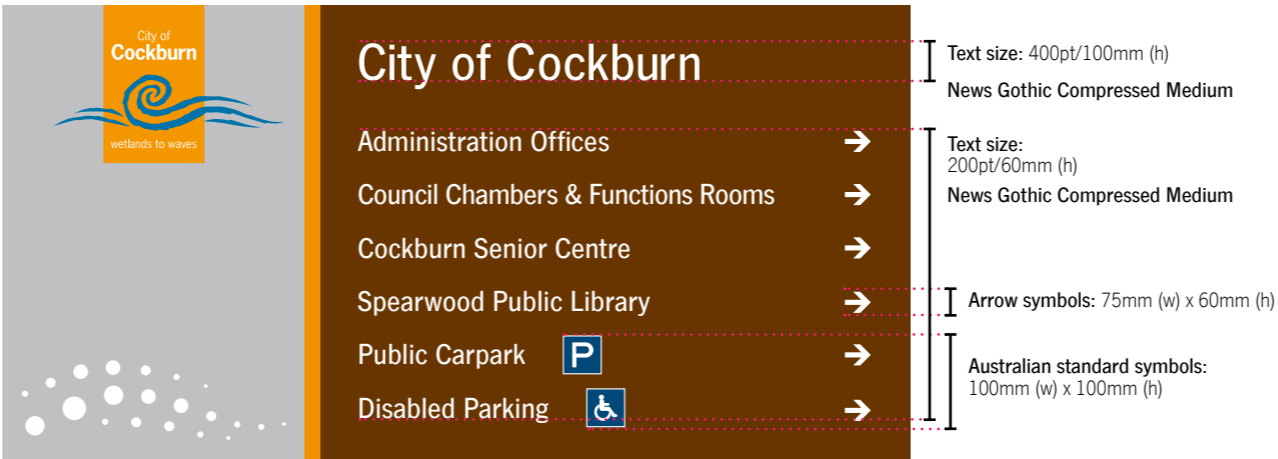 City of
Cockburn
wetlands to waves
City of Cockburn
Administration Offices
Council Chambers & Functions Rooms
Cockburn Senior Centre
Spearwood Public Library
Public Carpark P
Disabled Parking
Text size: 400pt/100mm (h)
News Gothic Compressed Medium
Text size:
200pt/60mm (h)
News Gothic Compressed Medium
Arrow symbols: 75mm (w) x 60mm (h)
Australian standard symbols:
100mm (w) x 100mm (h)